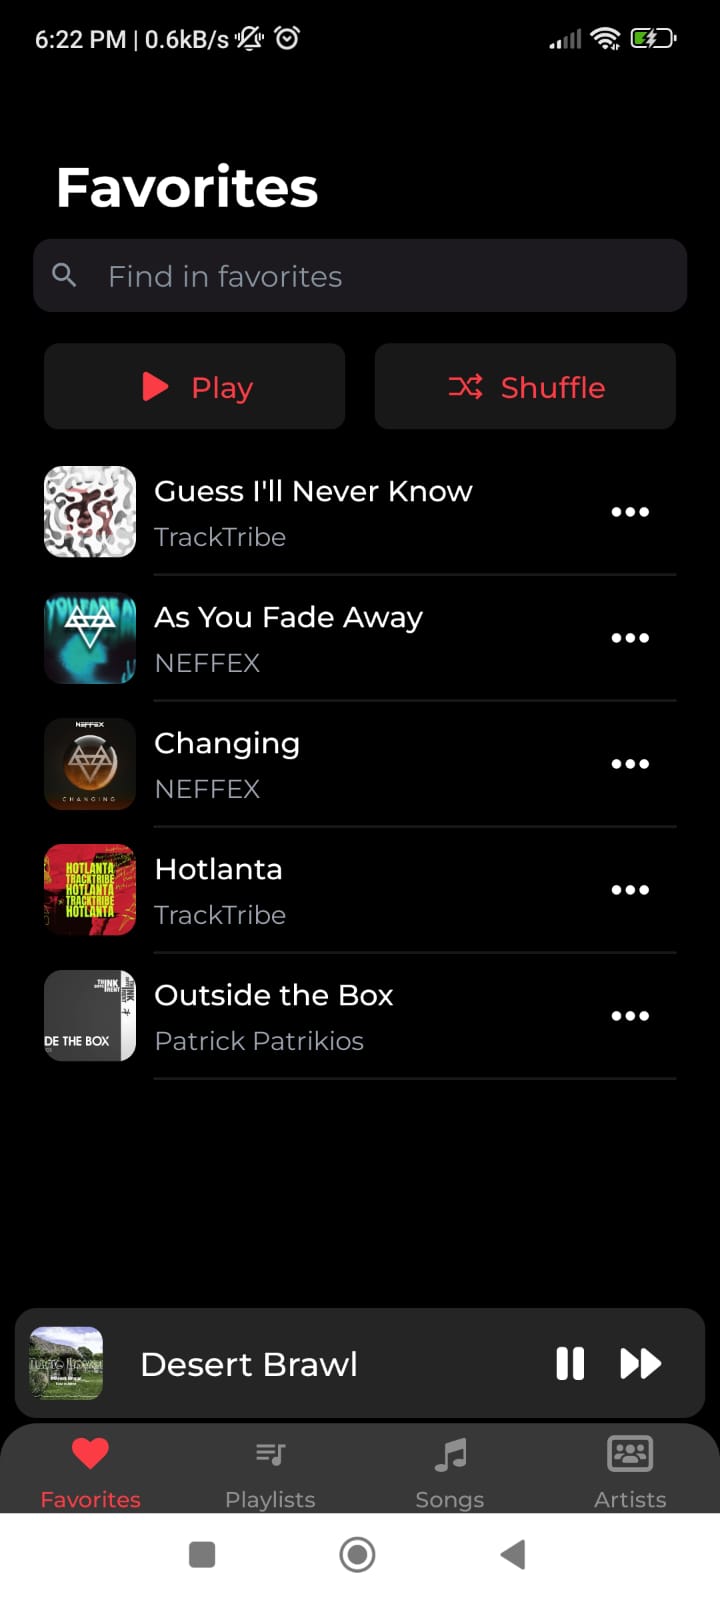 6:22 PM | 0.6kB/s
Favorites
Find in favorites
Play
Shuffle
Guess I'll Never Know
TrackTribe
YOU FADE A
As You Fade Away
NEFFEX
NEFFEX
CHANGING
Changing
NEFFEX
HOTLANTA
TRACKTRIBE
HOTLANTA
TRACKTRIBE
HOTLANTA
Hotlanta
TrackTribe
DE THE BOX
Outside the Box
Patrick Patrikios
Desert Brawl
Favorites
Playlists
Songs
Artists